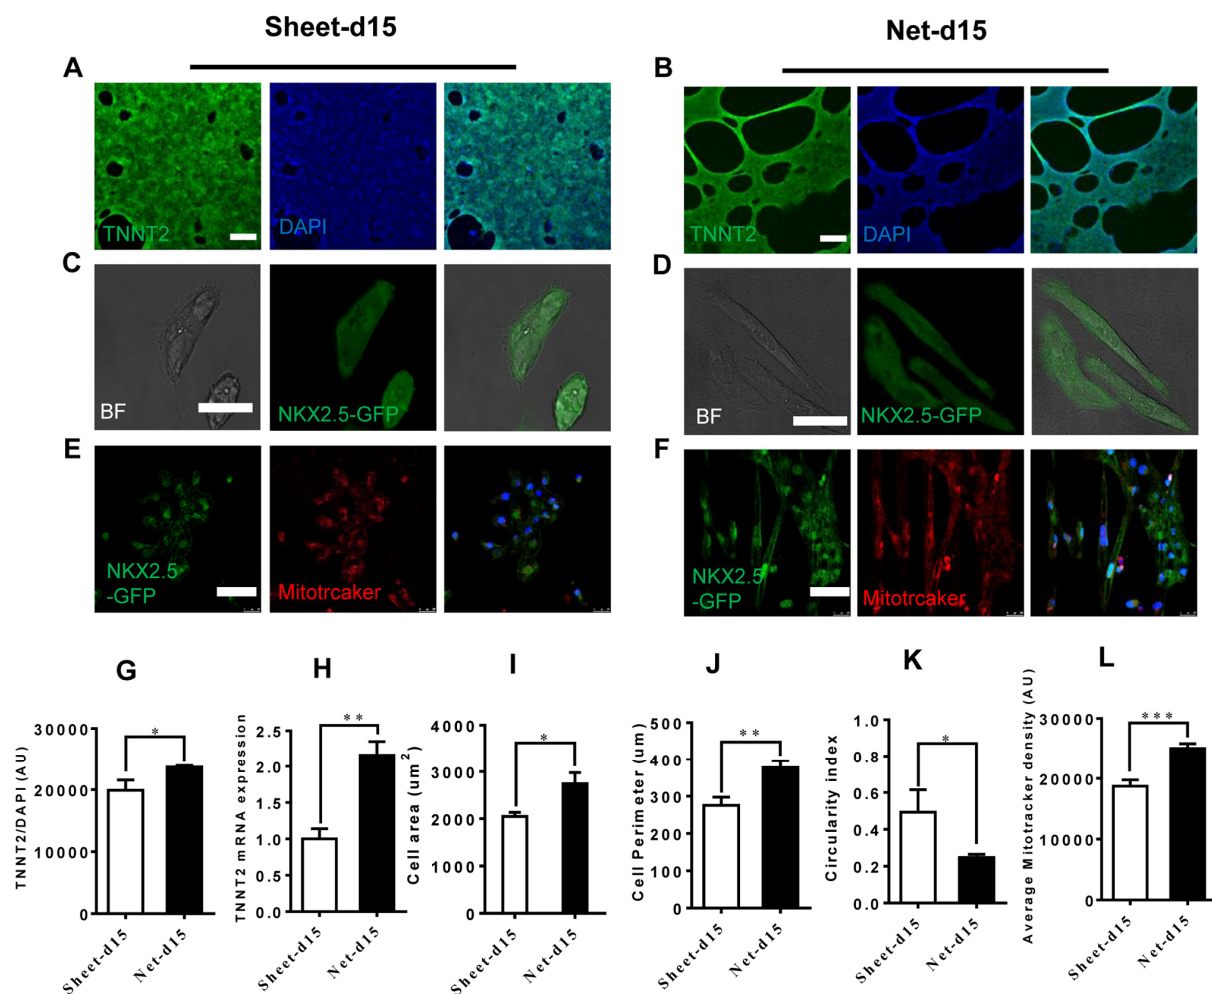 Sheet-d15
Net-d15
A
B
TNNT2
DAPI
TNNT2
DAPI
C
D
BF
NKX2.5-GFP
BF
NKX2.5-GFP
E
F
NKX2.5
-GFP
Mitotrcaker
NKX2.5
-GFP
Mitotrcaker
G
TNNT2/DAPI (AU)
30000
20000
10000
0
*
Sheet-d15
Net-d15
H
TNNT2 mRNA expression
2.5
2.0
1.5
1.0
0.5
0.0
**
Sheet-d15
Net-d15
I
Cell area (um²)
4000
3000
2000
1000
0
*
Sheet-d15
Net-d15
J
Cell Perimeter (um)
500
400
300
200
100
0
**
Sheet-d15
Net-d15
K
Circularity index
1.0
0.8
0.6
0.4
0.2
0.0
*
Sheet-d15
Net-d15
L
Average Mitotracker density (AU)
30000
20000
10000
0
***
Sheet-d15
Net-d15